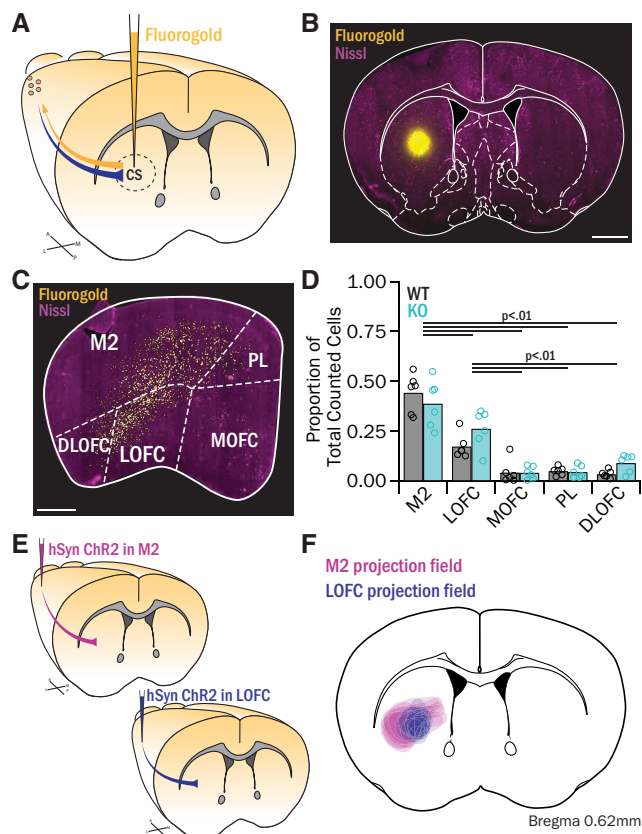 A
Fluorogold
CS
A
M
L
P
B
Fluorogold
Nissl
C
Fluorogold
Nissl
M2
PL
DLOFC
LOFC
MOFC
D
Proportion of
Total Counted Cells
1.00
0.75
0.50
0.25
0.00
WT
KO
p<.01
p<.01
M2
LOFC
MOFC
PL
DLOFC
E
hSyn ChR2 in M2
hSyn ChR2 in LOFC
F
M2 projection field
LOFC projection field
Bregma 0.62mm